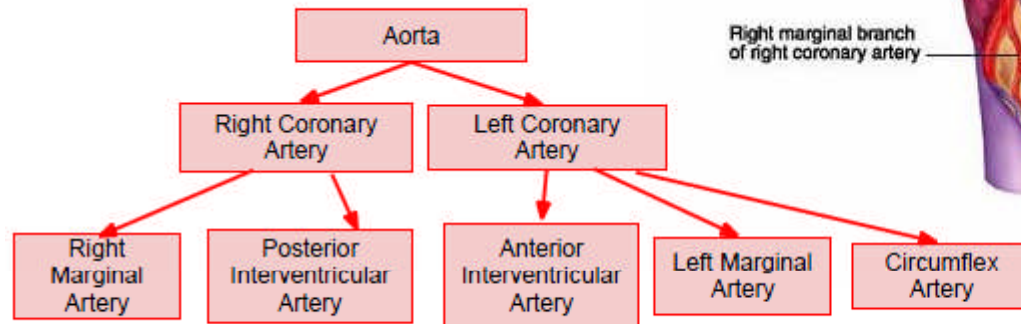 Aorta
Right marginal branch
of right coronary artery
Right Coronary
Artery
Left Coronary
Artery
Right
Marginal
Artery
Posterior
Interventricular
Artery
Anterior
Interventricular
Artery
Left Marginal
Artery
Circumflex
Artery